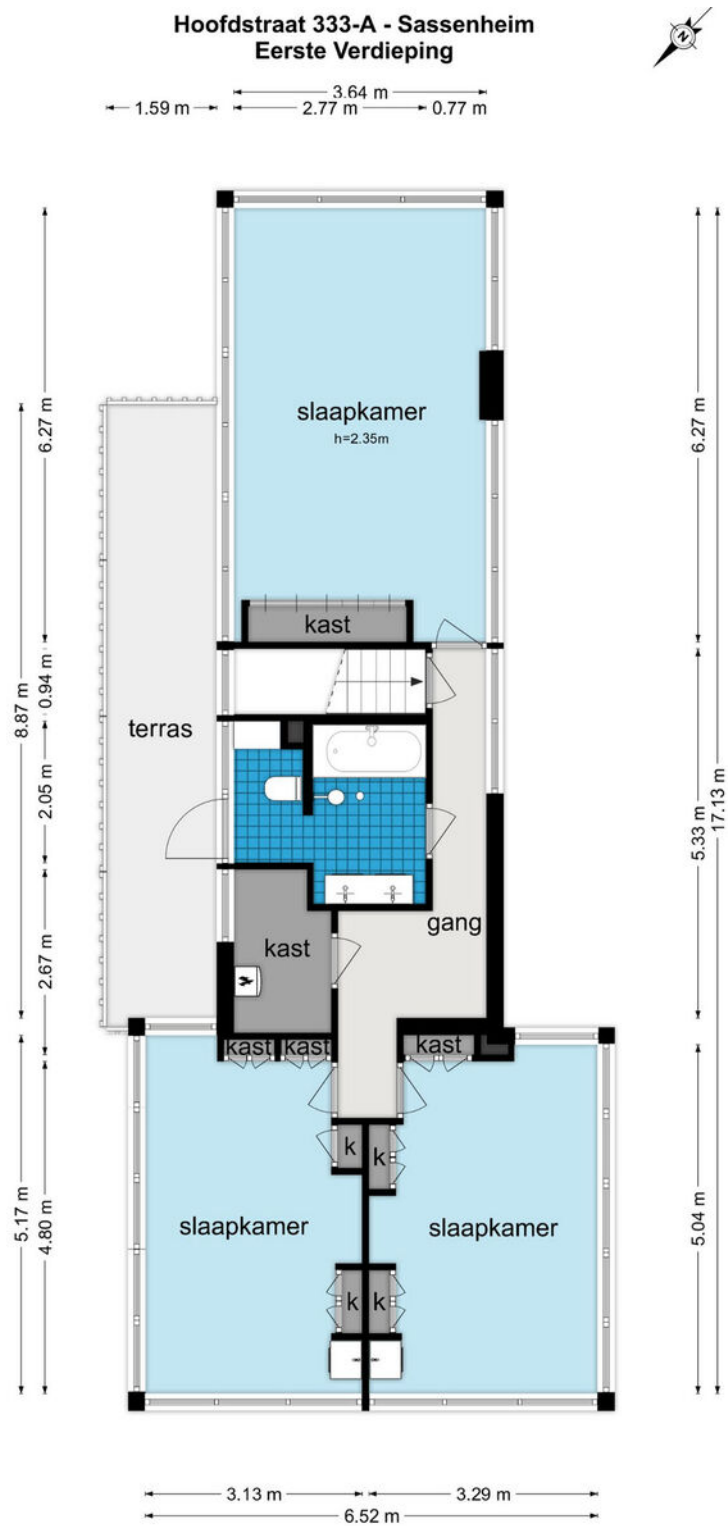 Hoofdstraat 333-A - Sassenheim
Eerste Verdieping
N
3.64 m
1.59 m
2.77 m
0.77 m
6.27 m
6.27 m
slaapkamer
h=2.35m
kast
8.87 m
0.94 m
terras
2.05 m
5.33 m
17.13 m
gang
kast
2.67 m
kast
kast
kast
k
k
5.17 m
4.80 m
slaapkamer
slaapkamer
5.04 m
k
k
3.13 m
3.29 m
6.52 m